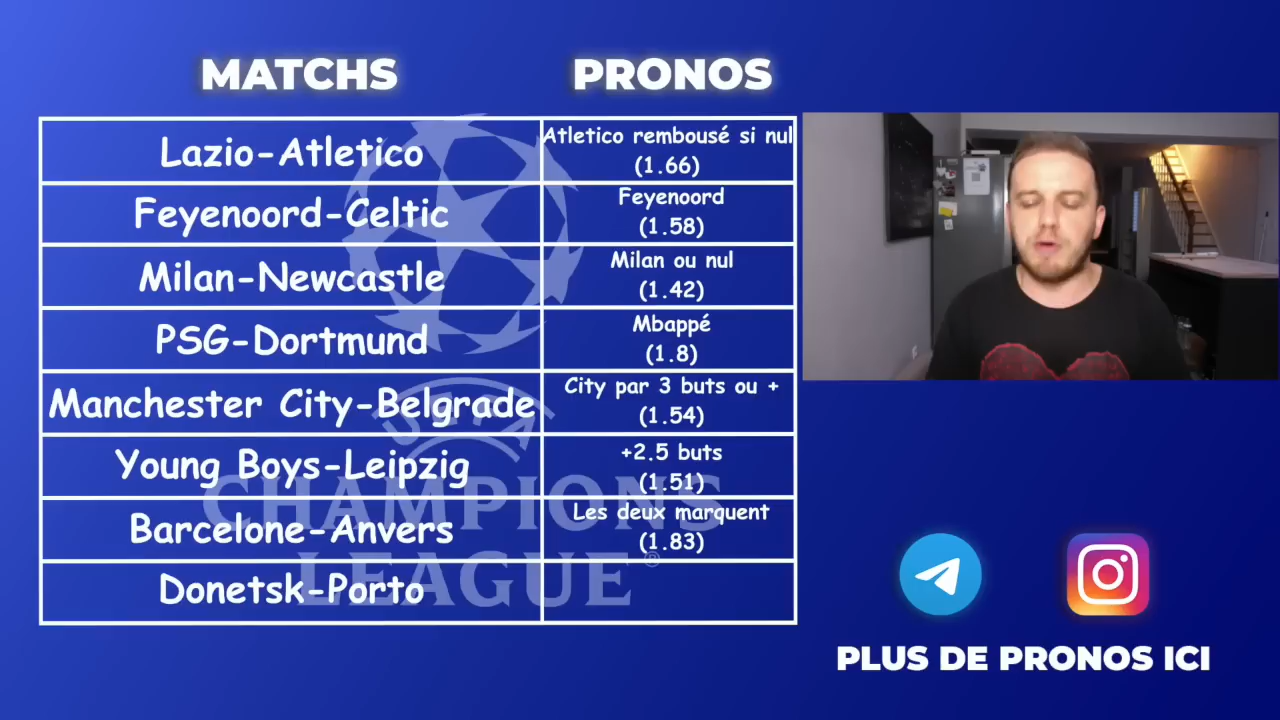 MATCHS
PRONOS
Lazio-Atletico
Atletico rembousé si nul
(1.66)
Feyenoord-Celtic
Feyenoord
(1.58)
Milan-Newcastle
Milan ou nul
(1.42)
PSG-Dortmund
Mbappé
(1.8)
Manchester City-Belgrade
City par 3 buts ou +
(1.54)
Young Boys-Leipzig
+2.5 buts
(1.51)
Barcelone-Anvers
Les deux marquent
(1.83)
Donetsk-Porto
UEFA
CHAMPIONS
LEAGUE®
PLUS DE PRONOS ICI